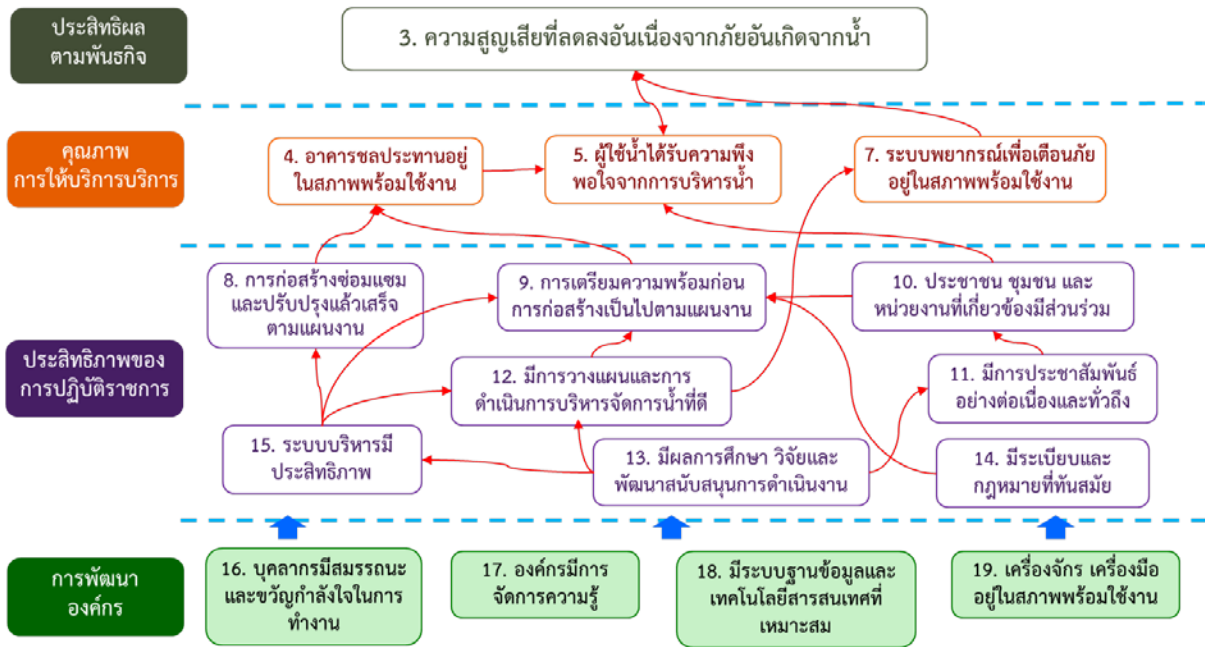 ประสิทธิผล
ตามพันธกิจ
3. ความสูญเสียที่ลดลงอันเนื่องจากภัยอันเกิดจากน้ำ
คุณภาพ
การให้บริการบริการ
4. อาคารชลประทานอยู่
ในสภาพพร้อมใช้งาน
5. ผู้ใช้น้ำได้รับความพึง
พอใจจากการบริหารน้ำ
7. ระบบพยากรณ์เพื่อเตือนภัย
อยู่ในสภาพพร้อมใช้งาน
ประสิทธิภาพของ
การปฏิบัติราชการ
8. การก่อสร้างซ่อมแซม
และปรับปรุงแล้วเสร็จ
ตามแผนงาน
9. การเตรียมความพร้อมก่อน
การก่อสร้างเป็นไปตามแผนงาน
10. ประชาชน ชุมชน และ
หน่วยงานที่เกี่ยวข้องมีส่วนร่วม
12. มีการวางแผนและการ
ดำเนินการบริหารจัดการน้ำที่ดี
11. มีการประชาสัมพันธ์
อย่างต่อเนื่องและทั่วถึง
15. ระบบบริหารมี
ประสิทธิภาพ
13. มีผลการศึกษา วิจัยและ
พัฒนาสนับสนุนการดำเนินงาน
14. มีระเบียบและ
กฎหมายที่ทันสมัย
การพัฒนา
องค์กร
16. บุคลากรมีสมรรถนะ
และขวัญกำลังใจในการ
ทำงาน
17. องค์กรมีการ
จัดการความรู้
18. มีระบบฐานข้อมูลและ
เทคโนโลยีสารสนเทศที่
เหมาะสม
19. เครื่องจักร เครื่องมือ
อยู่ในสภาพพร้อมใช้งาน